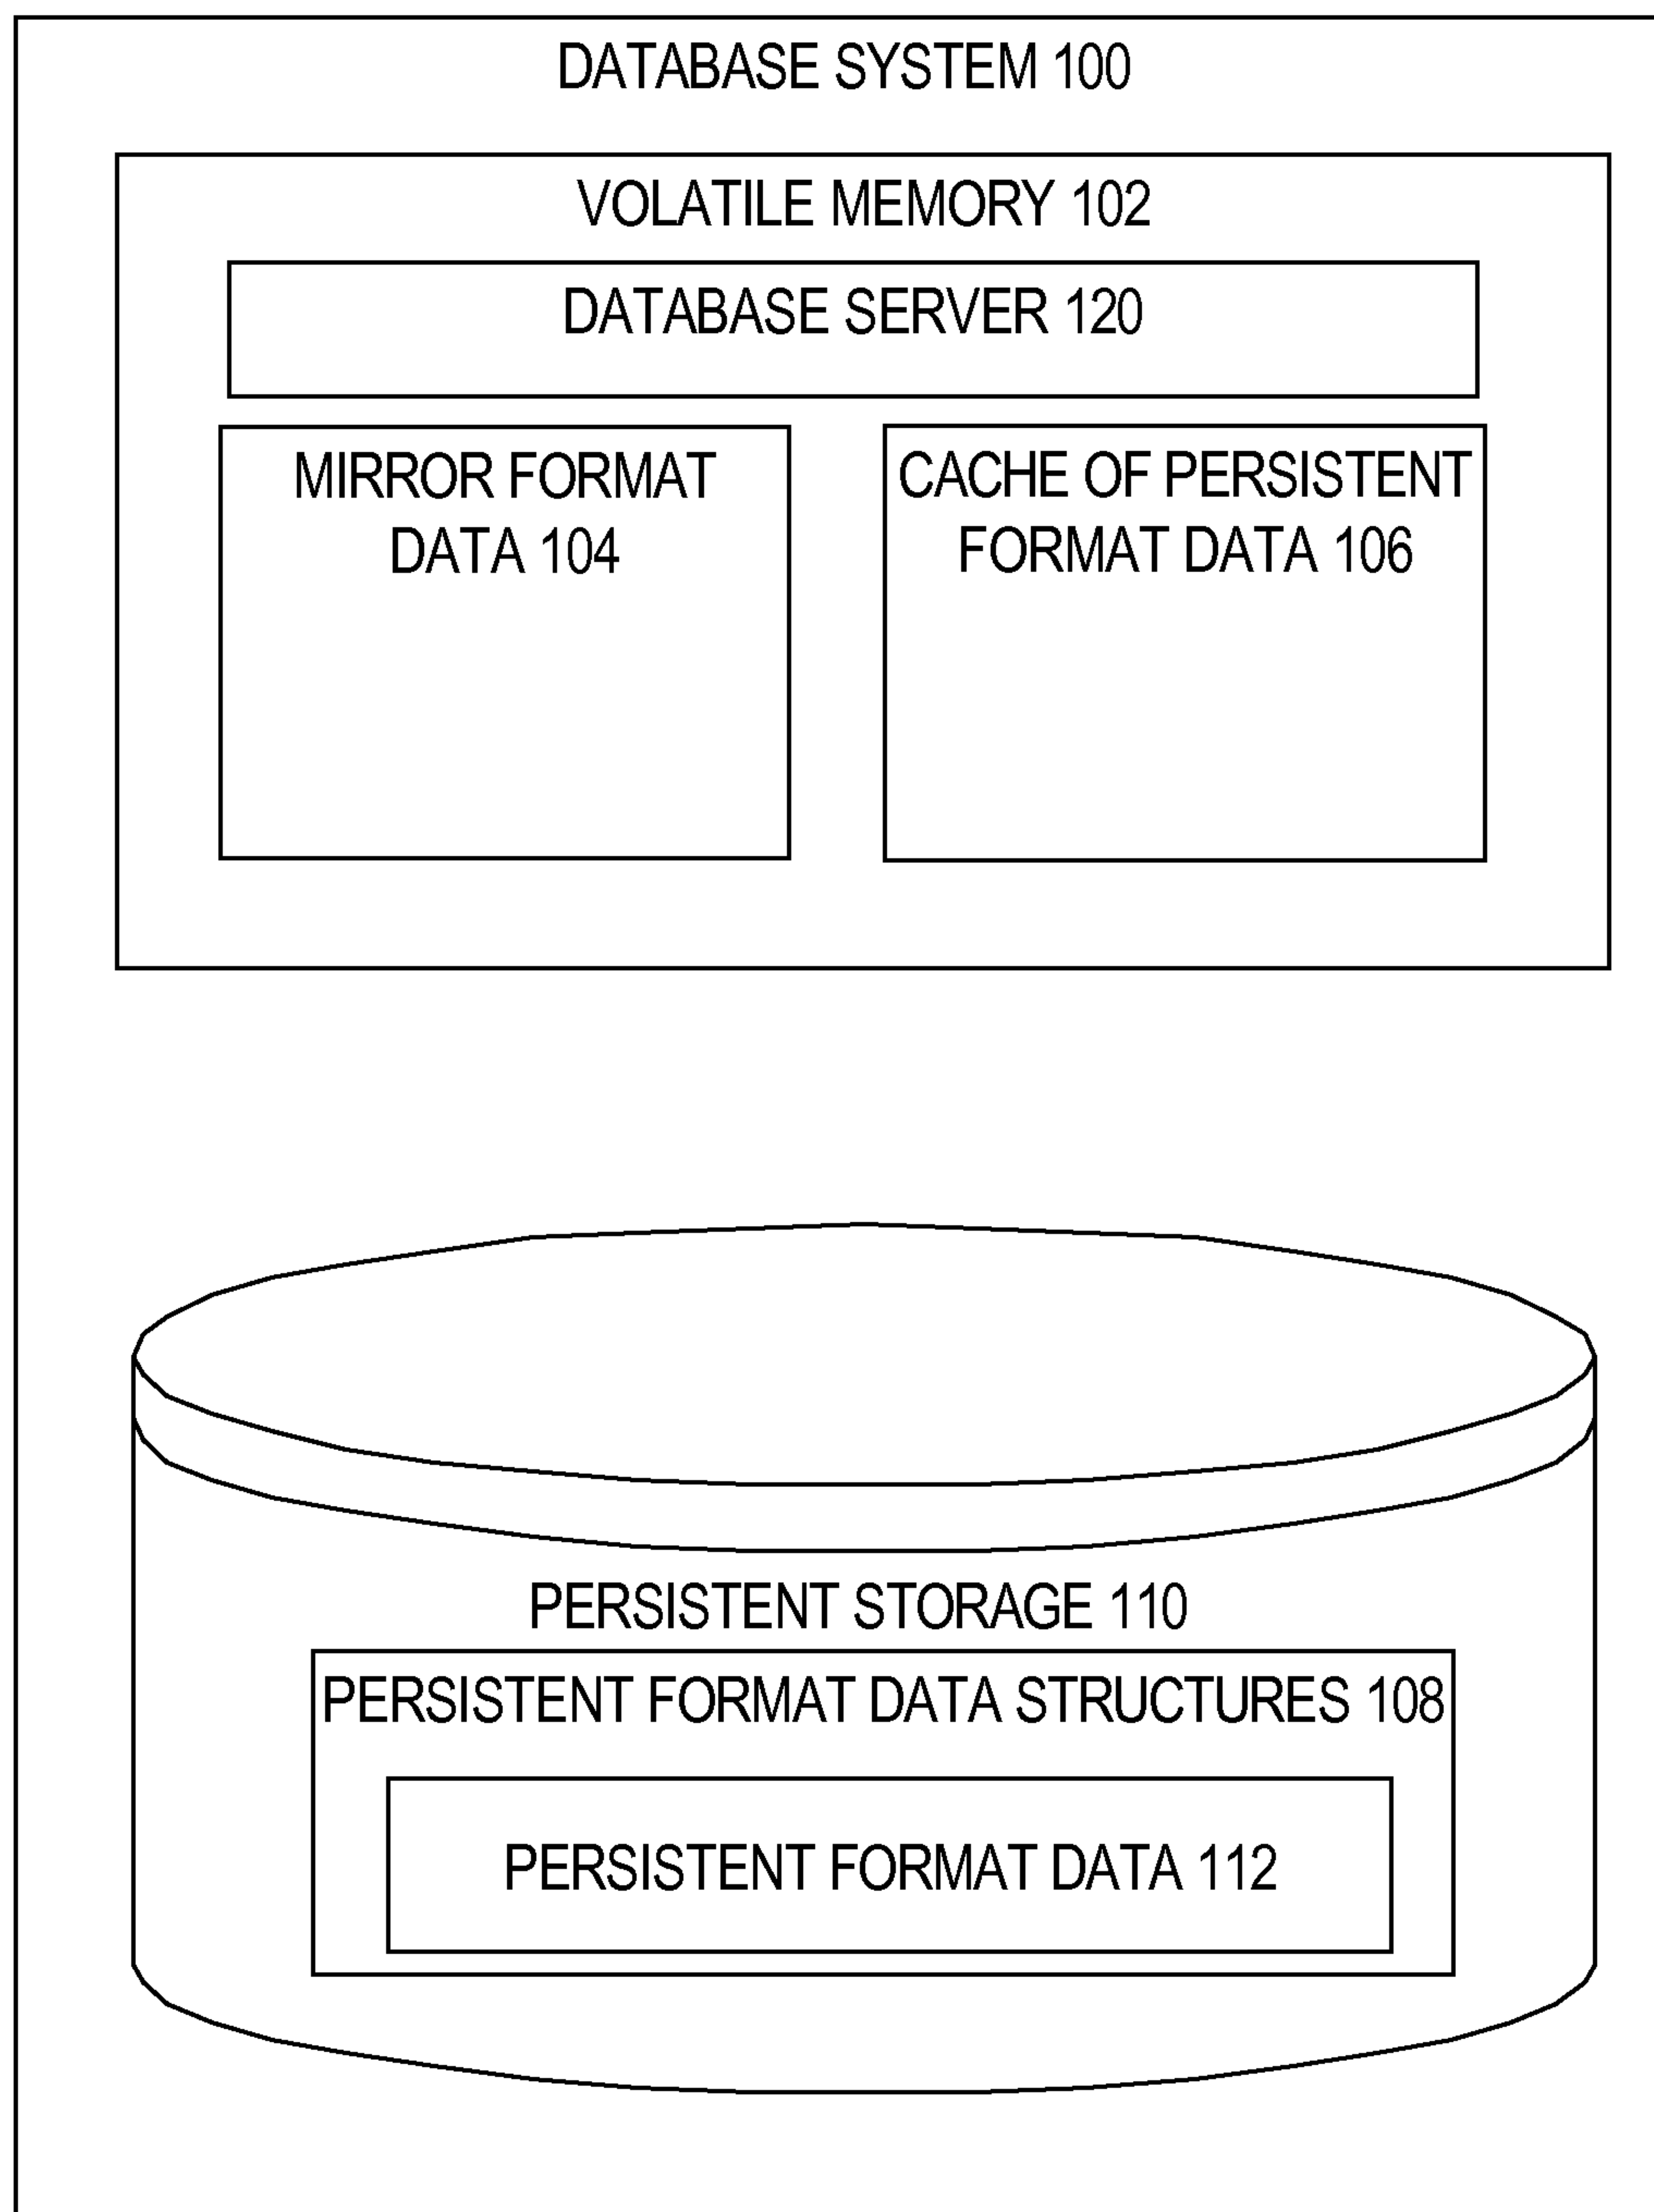 DATABASE SYSTEM 100
VOLATILE MEMORY 102
DATABASE SERVER 120
MIRROR FORMAT
DATA 104
CACHE OF PERSISTENT
FORMAT DATA 106
PERSISTENT STORAGE 110
PERSISTENT FORMAT DATA STRUCTURES 108
PERSISTENT FORMAT DATA 112